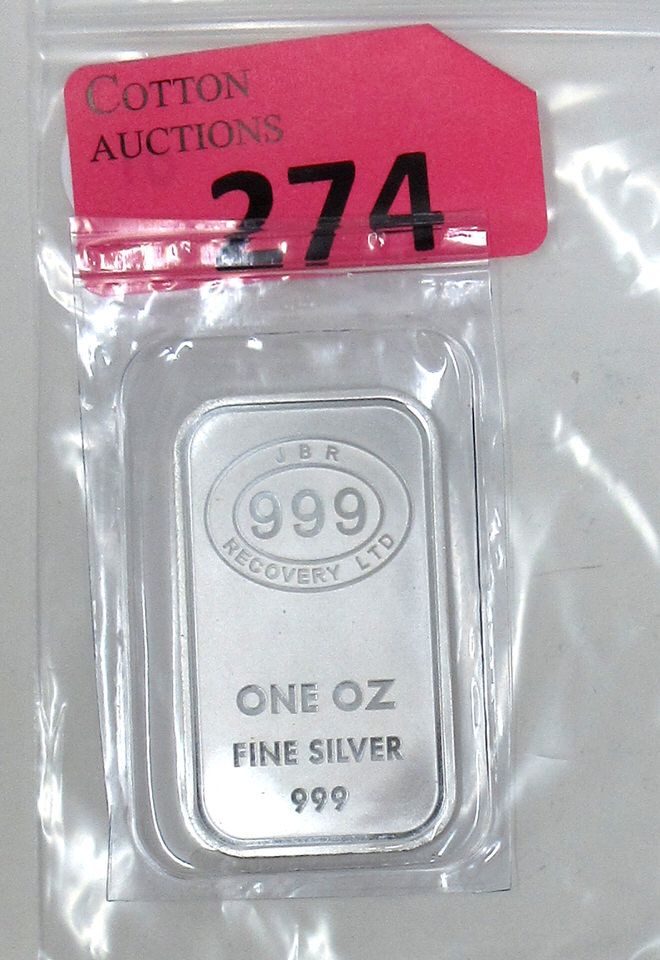 COTTON
AUCTIONS
274
JBR
999
RECOVERY LTD
ONE OZ
FINE SILVER
999